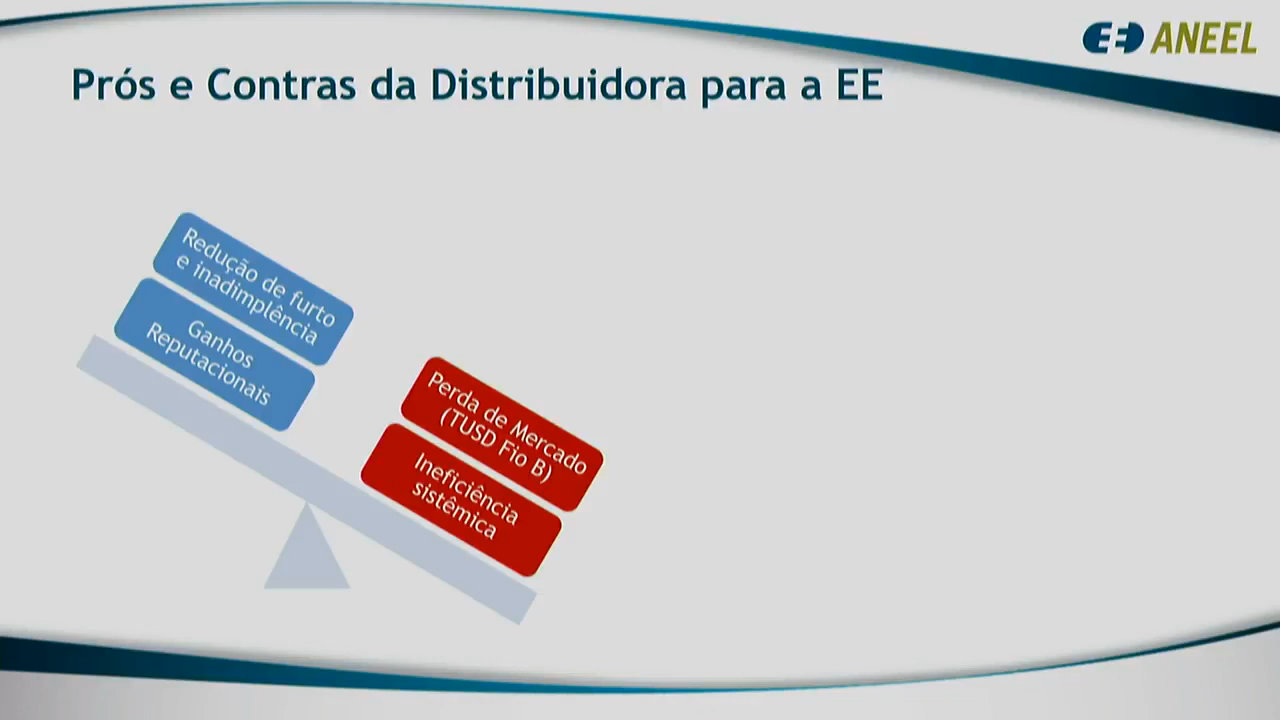 ANEEL
Prós e Contras da Distribuidora para a EE
Redução de furto
e inadimplência
Ganhos
Reputacionais
Perda de Mercado
(TUSD Fio B)
Ineficiência
sistêmica